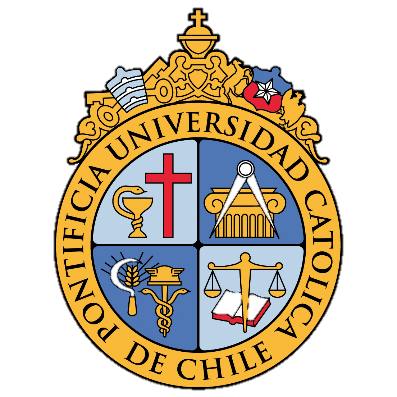 PONTIFICIA UNIVERSIDAD CATOLICA
DE CHILE